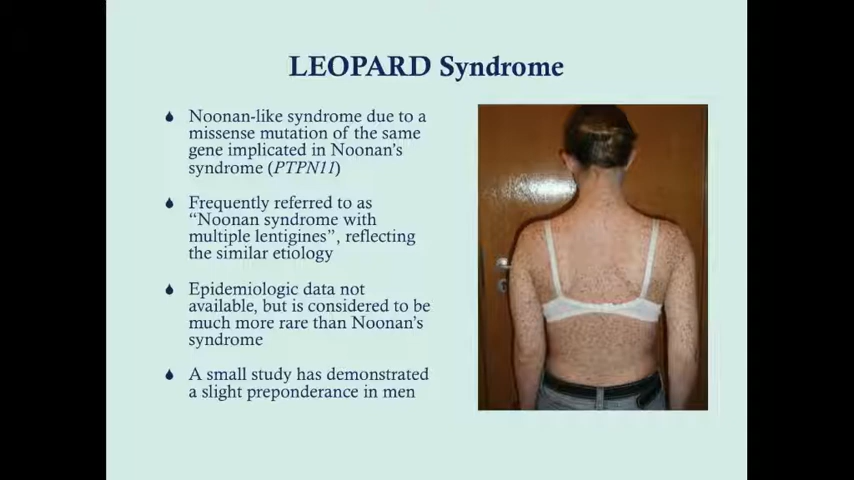 LEOPARD Syndrome
Noonan-like syndrome due to a
missense mutation of the same
gene implicated in Noonan's
syndrome (PTPN11)
Frequently referred to as
“Noonan syndrome with
multiple lentigines”, reflecting
the similar etiology
Epidemiologic data not
available, but is considered to be
much more rare than Noonan's
syndrome
A small study has demonstrated
a slight preponderance in men